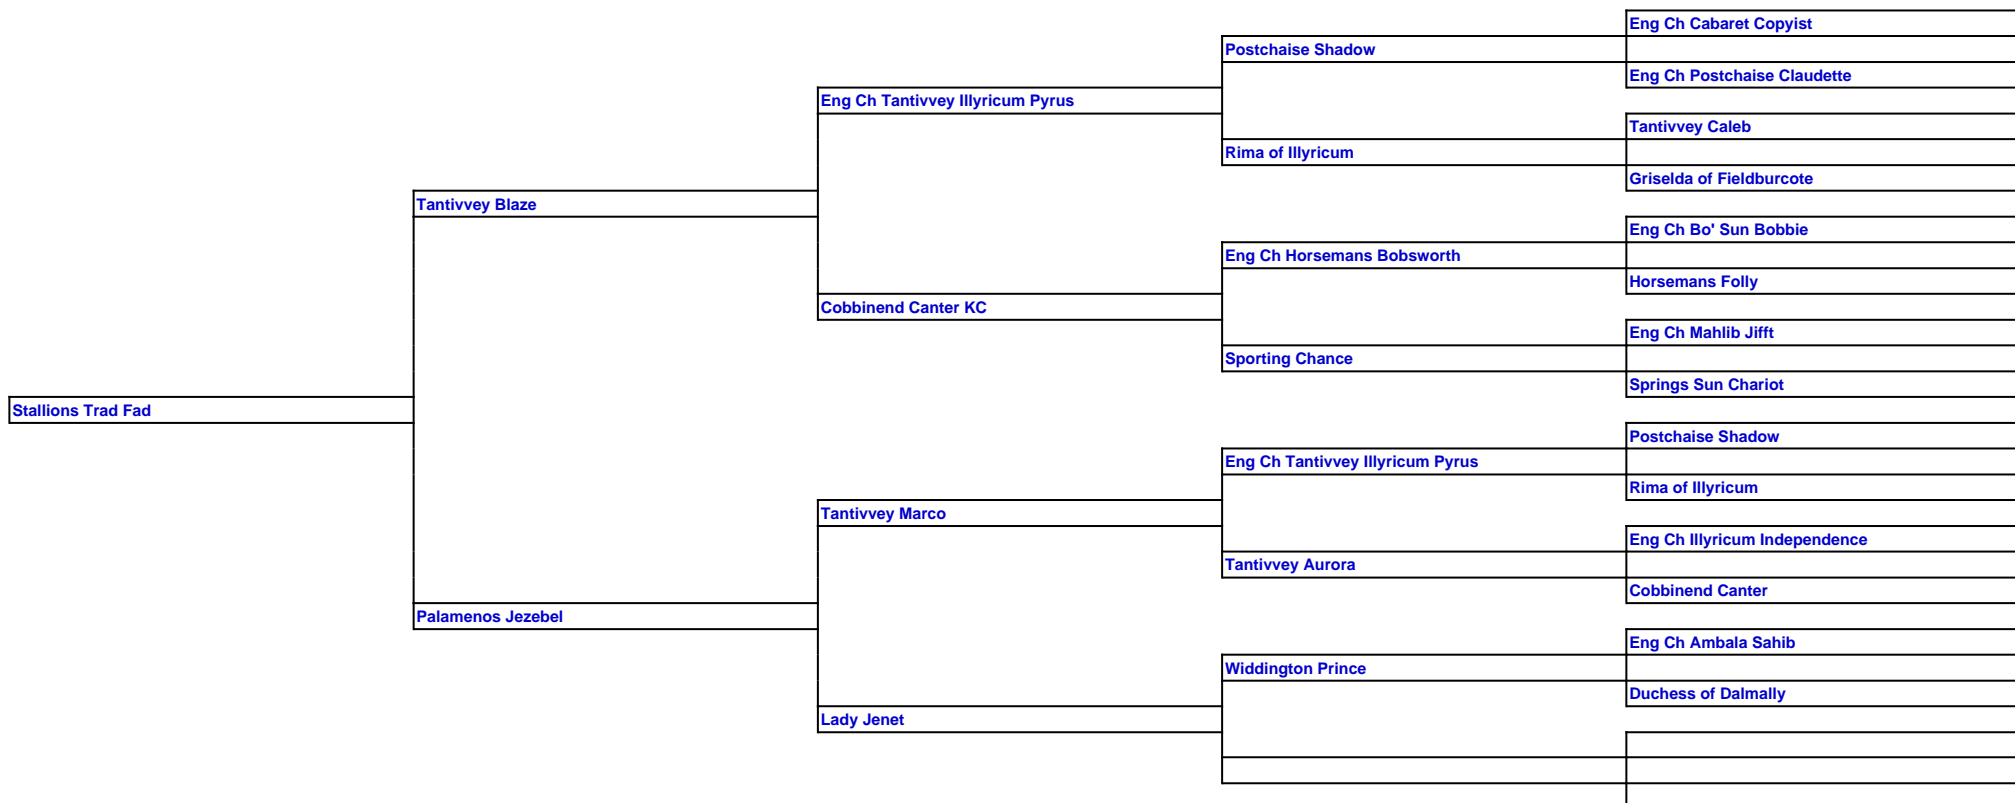 Eng Ch Cabaret Copyist
Postchaise Shadow
Eng Ch Postchaise Claudette
Eng Ch Tantivvey Illyricum Pyrus
Tantivvey Caleb
Rima of Illyricum
Griselda of Fieldburcote
Tantivvey Blaze
Eng Ch Bo' Sun Bobbie
Eng Ch Horsemans Bobsworth
Horsemans Folly
Cobbinend Canter KC
Eng Ch Mahlib Jifft
Sporting Chance
Springs Sun Chariot
Stallions Trad Fad
Postchaise Shadow
Eng Ch Tantivvey Illyricum Pyrus
Rima of Illyricum
Tantivvey Marco
Eng Ch Illyricum Independence
Tantivvey Aurora
Cobbinend Canter
Palamenos Jezebel
Eng Ch Ambala Sahib
Widdington Prince
Duchess of Dalmally
Lady Jenet